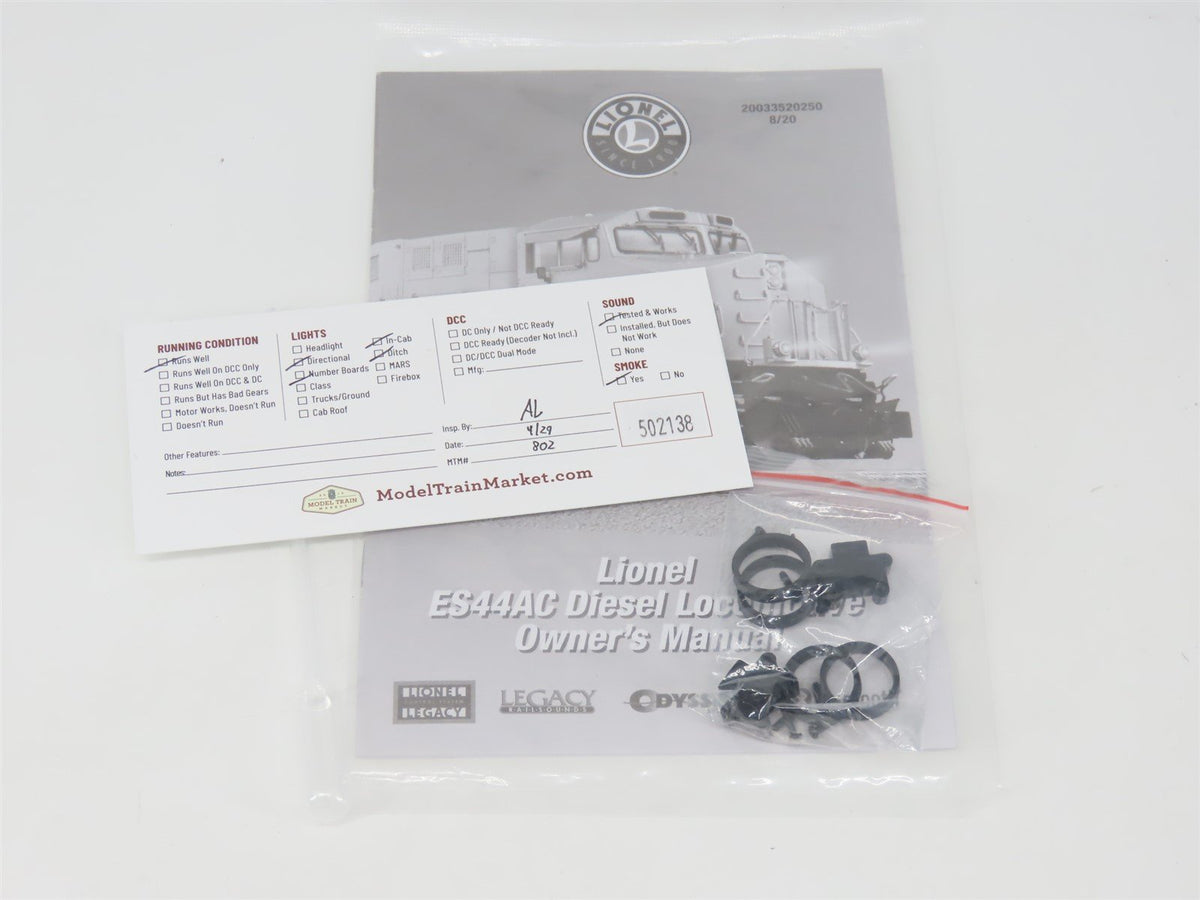 LIONEL
L
SINCE 1900
20033520250
8/20
RUNNING CONDITION
Runs Well
Runs Well On DCC Only
Runs Well On DCC & DC
Runs But Has Bad Gears
Motor Works, Doesn't Run
Doesn't Run
LIGHTS
Headlight
Directional
Number Boards
Class
Trucks/Ground
Cab Roof
In-Cab
Ditch
MARS
Firebox
DCC
DC Only / Not DCC Ready
DCC Ready (Decoder Not Incl.)
DC/DCC Dual Mode
Mfg:
SOUND
Tested & Works
Installed, But Does
Not Work
None
SMOKE
Yes
No
Other Features:
Notes:
Insp. By: AL
Date: 4/29
MTM# 802
502138
MODEL TRAIN
MARKET
ModelTrainMarket.com
Lionel
ES44AC Diesel Locomotive
Owner's Manual
LIONEL
LEGACY
LEGACY
RAILSOUNDS
ODYSS